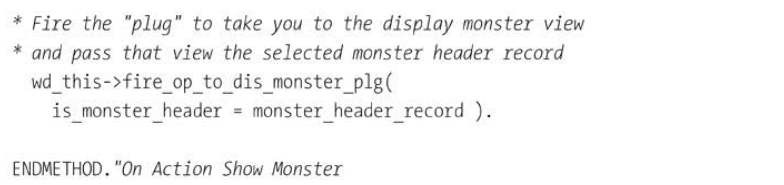 * Fire the "plug" to take you to the display monster view
* and pass that view the selected monster header record
wd_this->fire_op_to_dis_monster_plg(
is_monster_header = monster_header_record ).
ENDMETHOD."On Action Show Monster